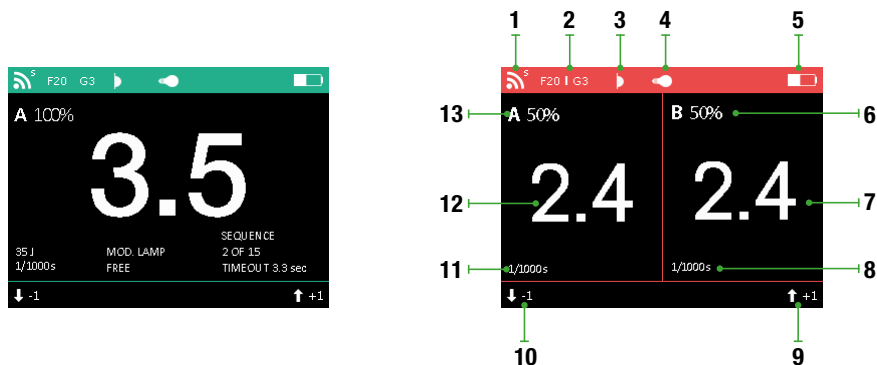 S F20 G3
A 100%
3.5
SEQUENCE
35 J MOD. LAMP 2 OF 15
1/1000s FREE TIMEOUT 3.3 sec
-1 +1
1 2 3 4 5
S F20 G3
13 A 50% B 50% 6
12 2.4 2.4 7
11 1/1000s 1/1000s 8
-1 +1
10 9